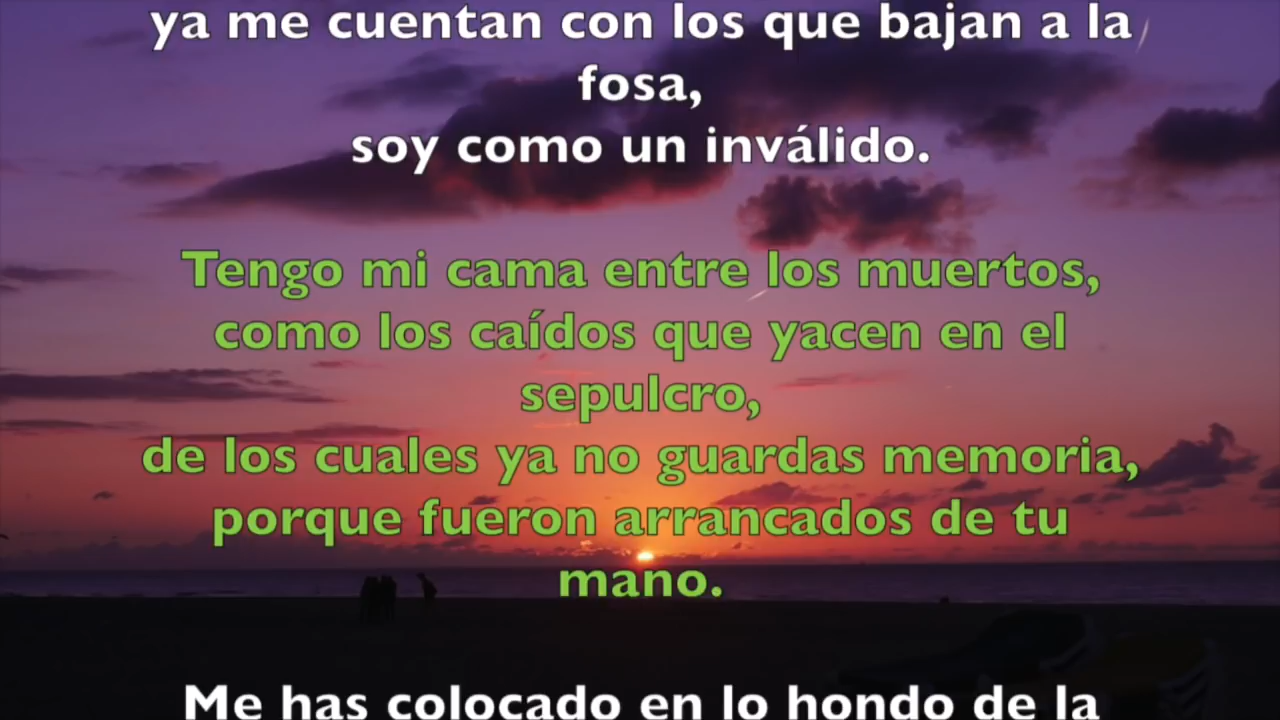 ya me cuentan con los que bajan a la
fosa,
soy como un inválido.
Tengo mi cama entre los muertos,
como los caídos que yacen en el
sepulcro,
de los cuales ya no guardas memoria,
porque fueron arrancados de tu
mano.
Me has colocado en lo hondo de la